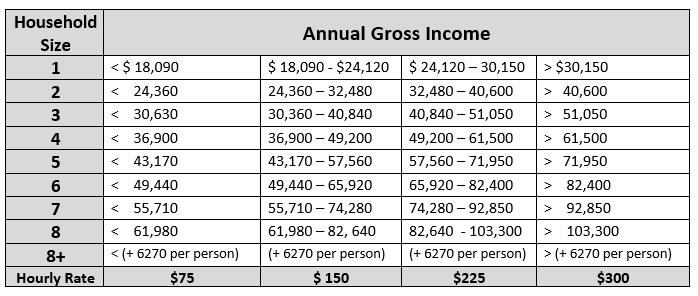 Household Size Annual Gross Income
1 < $ 18,090 $ 18,090 - $24,120 $ 24,120 – 30,150 > $30,150
2 < 24,360 24,360 – 32,480 32,480 – 40,600 > 40,600
3 < 30,630 30,360 – 40,840 40,840 – 51,050 > 51,050
4 < 36,900 36,900 – 49,200 49,200 – 61,500 > 61,500
5 < 43,170 43,170 – 57,560 57,560 – 71,950 > 71,950
6 < 49,440 49,440 – 65,920 65,920 – 82,400 > 82,400
7 < 55,710 55,710 – 74,280 74,280 – 92,850 > 92,850
8 < 61,980 61,980 – 82, 640 82,640 - 103,300 > 103,300
8+ < (+ 6270 per person) (+ 6270 per person) (+ 6270 per person) > (+ 6270 per person)
Hourly Rate $75 $ 150 $225 $300